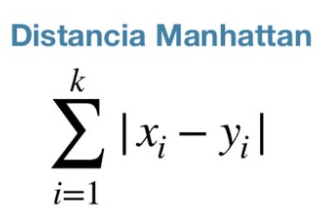 Distancia Manhattan
k
∑ |xᵢ − yᵢ|
i=1